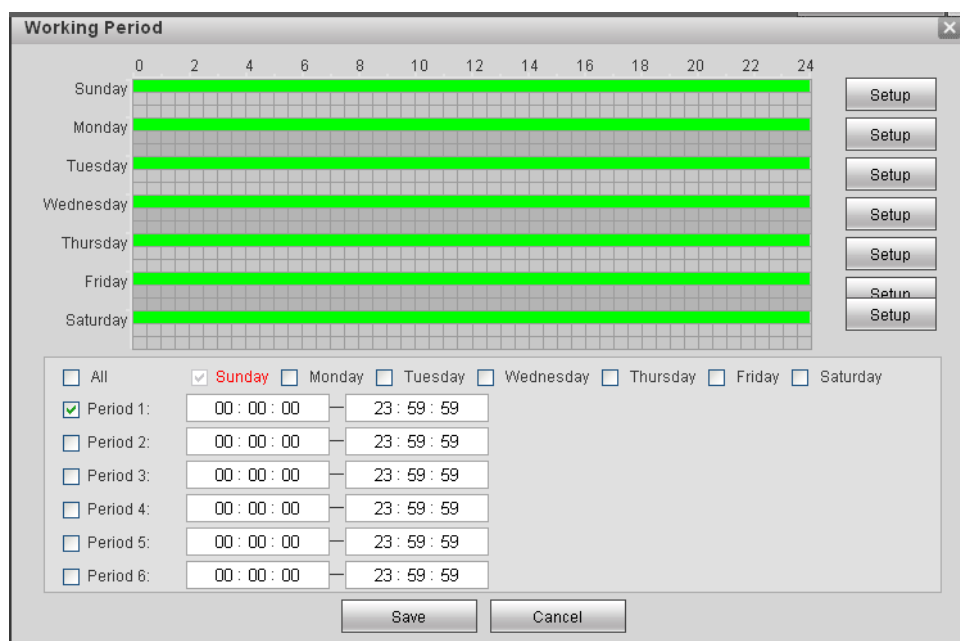 Working Period
0 2 4 6 8 10 12 14 16 18 20 22 24
Sunday Setup
Monday Setup
Tuesday Setup
Wednesday Setup
Thursday Setup
Friday Setup
Saturday Setup
All Sunday Monday Tuesday Wednesday Thursday Friday Saturday
Period 1: 00 : 00 : 00 — 23 : 59 : 59
Period 2: 00 : 00 : 00 — 23 : 59 : 59
Period 3: 00 : 00 : 00 — 23 : 59 : 59
Period 4: 00 : 00 : 00 — 23 : 59 : 59
Period 5: 00 : 00 : 00 — 23 : 59 : 59
Period 6: 00 : 00 : 00 — 23 : 59 : 59
Save Cancel